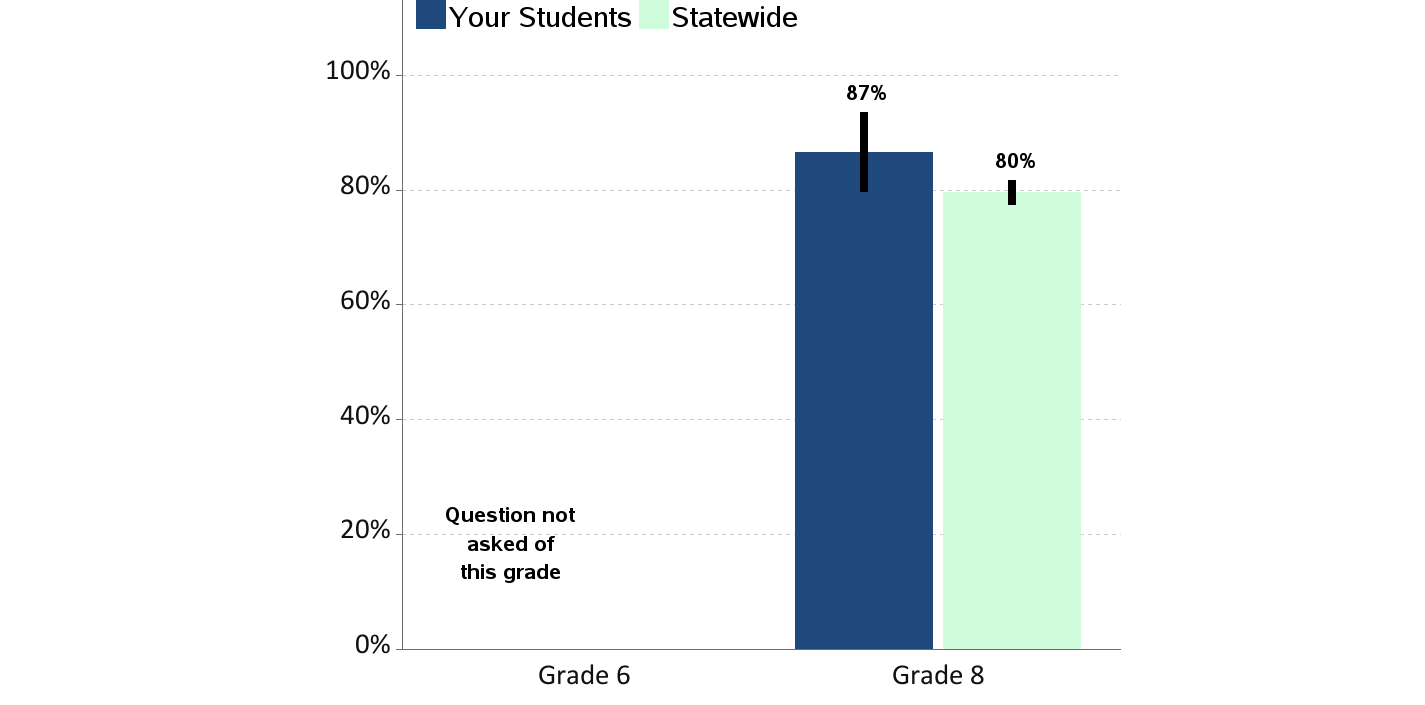 Your Students Statewide
100%
87%
80%
80%
60%
40%
Question not
20%
asked of
this grade
0%
Grade 6 Grade 8